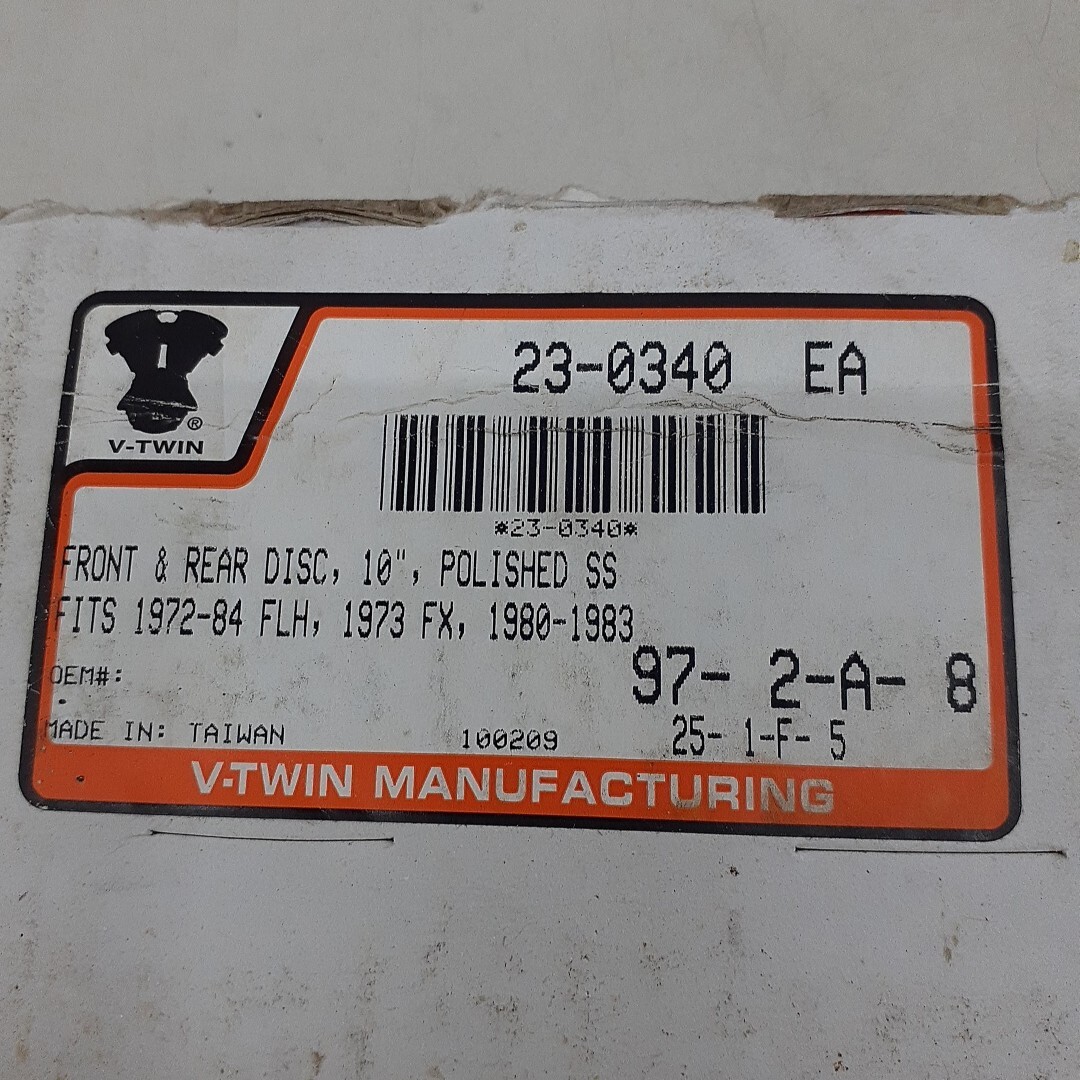 23-0340 EA
®
V-TWIN
*23-0340*
FRONT & REAR DISC, 10", POLISHED SS
FITS 1972-84 FLH, 1973 FX, 1980-1983
OEM#:
97- 2-A- 8
-
MADE IN: TAIWAN 100209 25- 1-F- 5
V-TWIN MANUFACTURING